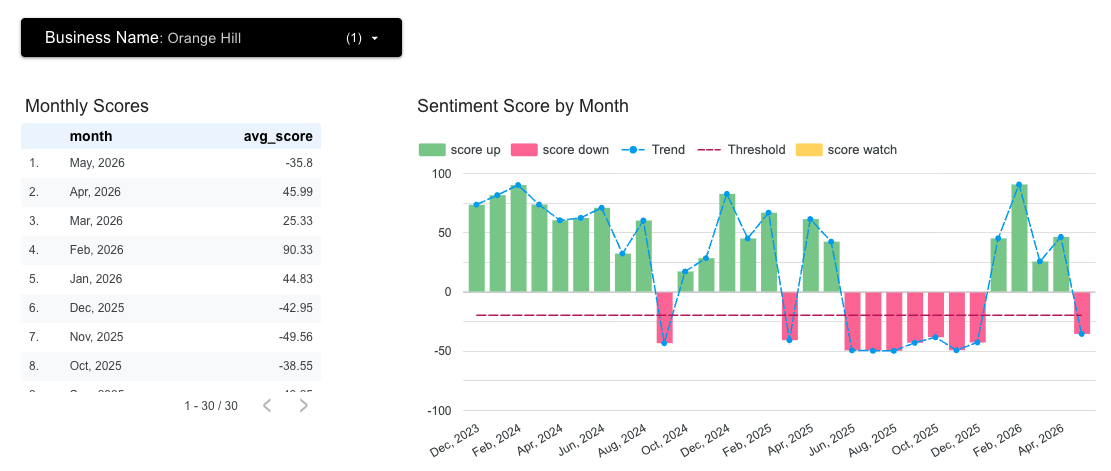 Business Name: Orange Hill (1)
Monthly Scores
month avg_score
1. May, 2026 -35.8
2. Apr, 2026 45.99
3. Mar, 2026 25.33
4. Feb, 2026 90.33
5. Jan, 2026 44.83
6. Dec, 2025 -42.95
7. Nov, 2025 -49.56
8. Oct, 2025 -38.55
1 - 30 / 30
Sentiment Score by Month
score up score down Trend Threshold score watch
100
50
0
-50
-100
Dec, 2023 Feb, 2024 Apr, 2024 Jun, 2024 Aug, 2024 Oct, 2024 Dec, 2024 Feb, 2025 Apr, 2025 Jun, 2025 Aug, 2025 Oct, 2025 Dec, 2025 Feb, 2026 Apr, 2026